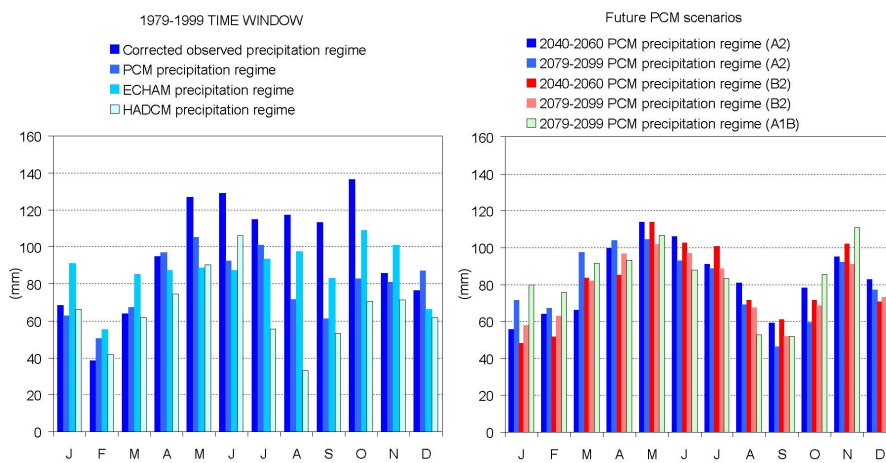 1979-1999 TIME WINDOW
Corrected observed precipitation regime
PCM precipitation regime
ECHAM precipitation regime
HADCM precipitation regime
160
140
120
100
80
60
40
20
0
(mm)
J F M A M J J A S O N D
Future PCM scenarios
2040-2060 PCM precipitation regime (A2)
2079-2099 PCM precipitation regime (A2)
2040-2060 PCM precipitation regime (B2)
2079-2099 PCM precipitation regime (B2)
2079-2099 PCM precipitation regime (A1B)
160
140
120
100
80
60
40
20
0
(mm)
J F M A M J J A S O N D